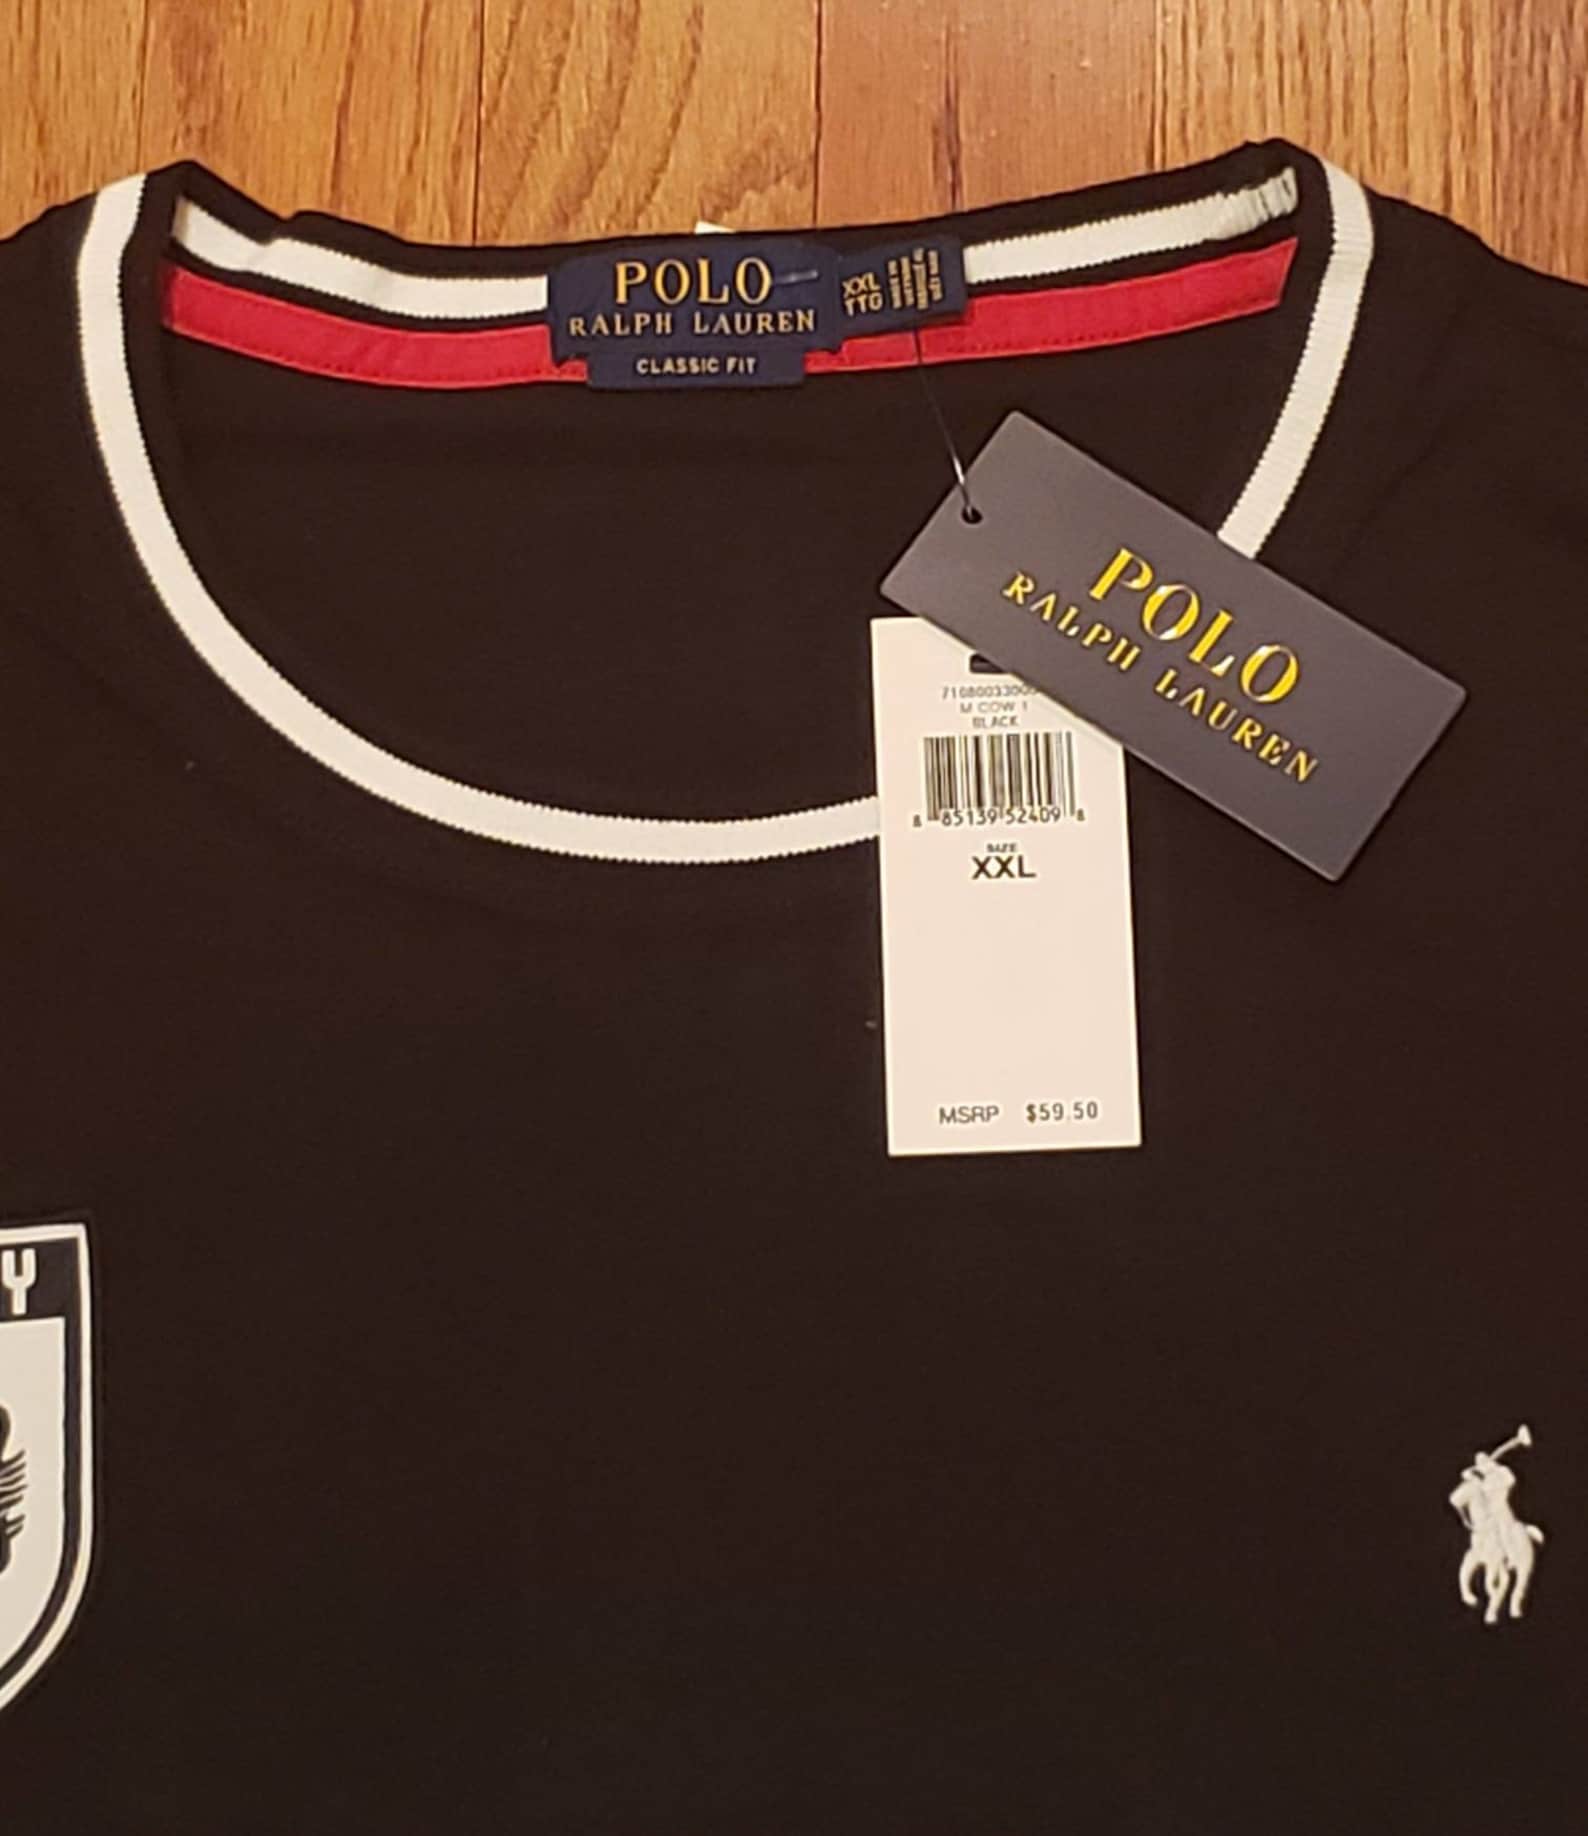 POLO
RALPH LAUREN
CLASSIC FIT
XXL
TTG
POLO
RALPH LAUREN
M COW 1
BLACK
8 85139 52409 8
SIZE
XXL
MSRP $59.50
Y